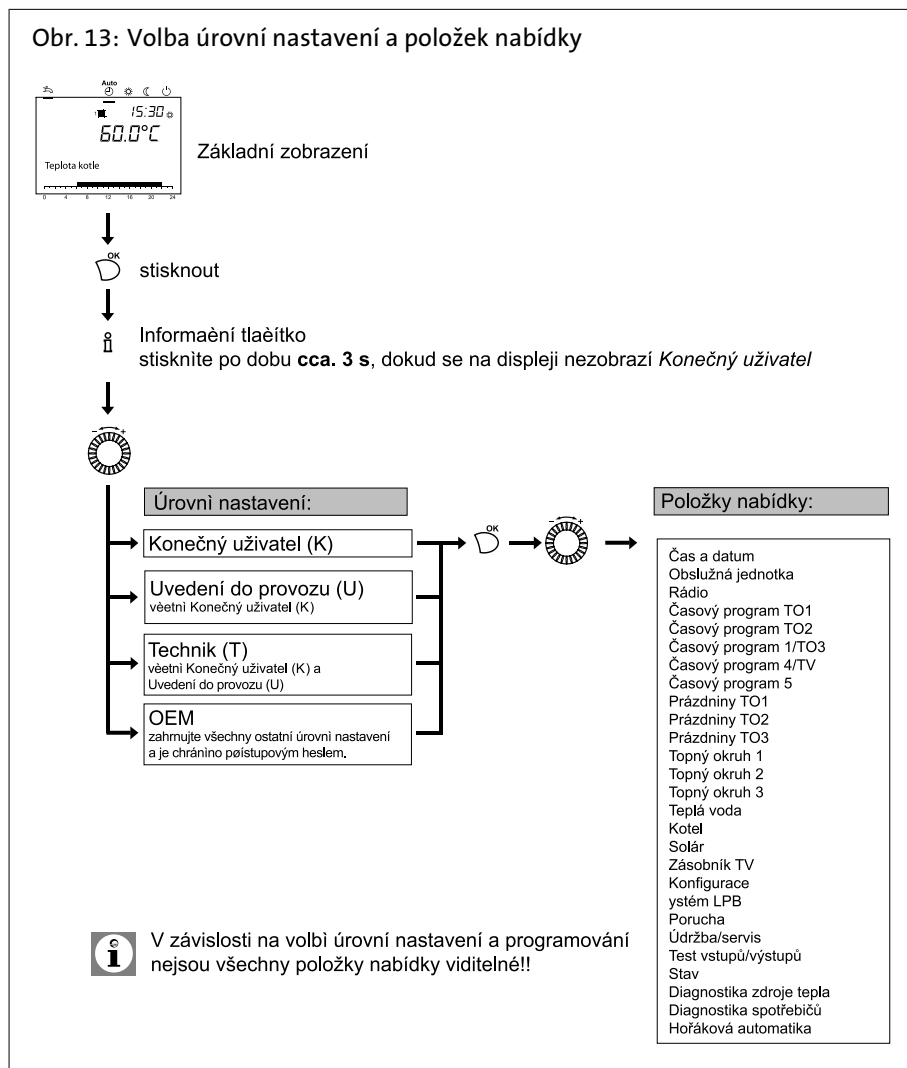 Obr. 13: Volba úrovní nastavení a položek nabídky
Auto
15:30
60.0°C
Teplota kotle
0 4 8 12 16 20 24
Základní zobrazení
OK
stisknout
Informaèní tlaèítko
stisknìte po dobu cca. 3 s, dokud se na displeji nezobrazí Konečný uživatel
- +
Úrovnì nastavení:
Konečný uživatel (K)
Uvedení do provozu (U)
vèetnì Konečný uživatel (K)
Technik (T)
vèetnì Konečný uživatel (K) a
Uvedení do provozu (U)
OEM
zahrnujte všechny ostatní úrovnì nastavení
a je chránìno pøístupovým heslem.
OK
- +
Položky nabídky:
Čas a datum
Obslužná jednotka
Rádio
Časový program TO1
Časový program TO2
Časový program 1/TO3
Časový program 4/TV
Časový program 5
Prázdniny TO1
Prázdniny TO2
Prázdniny TO3
Topný okruh 1
Topný okruh 2
Topný okruh 3
Teplá voda
Kotel
Solár
Zásobník TV
Konfigurace
ystém LPB
Porucha
Údržba/servis
Test vstupů/výstupů
Stav
Diagnostika zdroje tepla
Diagnostika spotřebičů
Hořáková automatika
V závislosti na volbì úrovní nastavení a programování
nejsou všechny položky nabídky viditelné!!